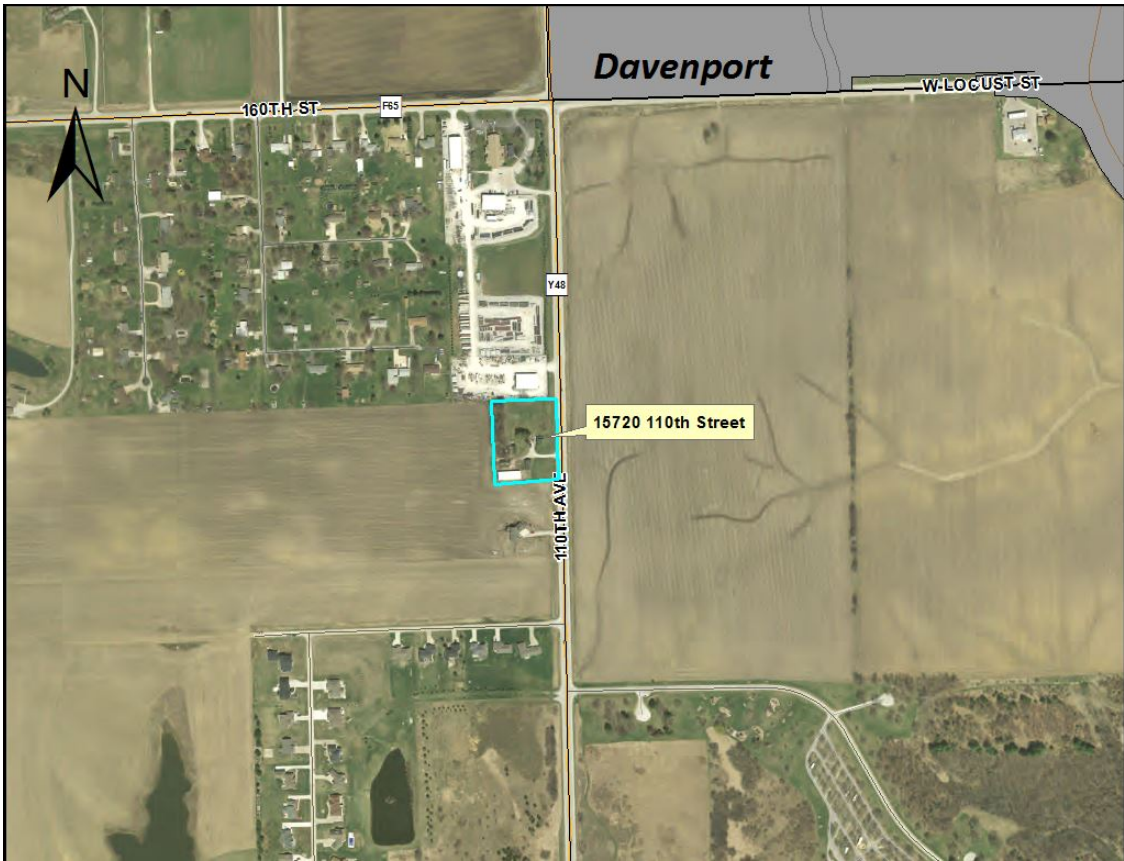 Davenport
N
W LOCUST ST
160TH ST
F65
Y48
15720 110th Street
110TH AVE